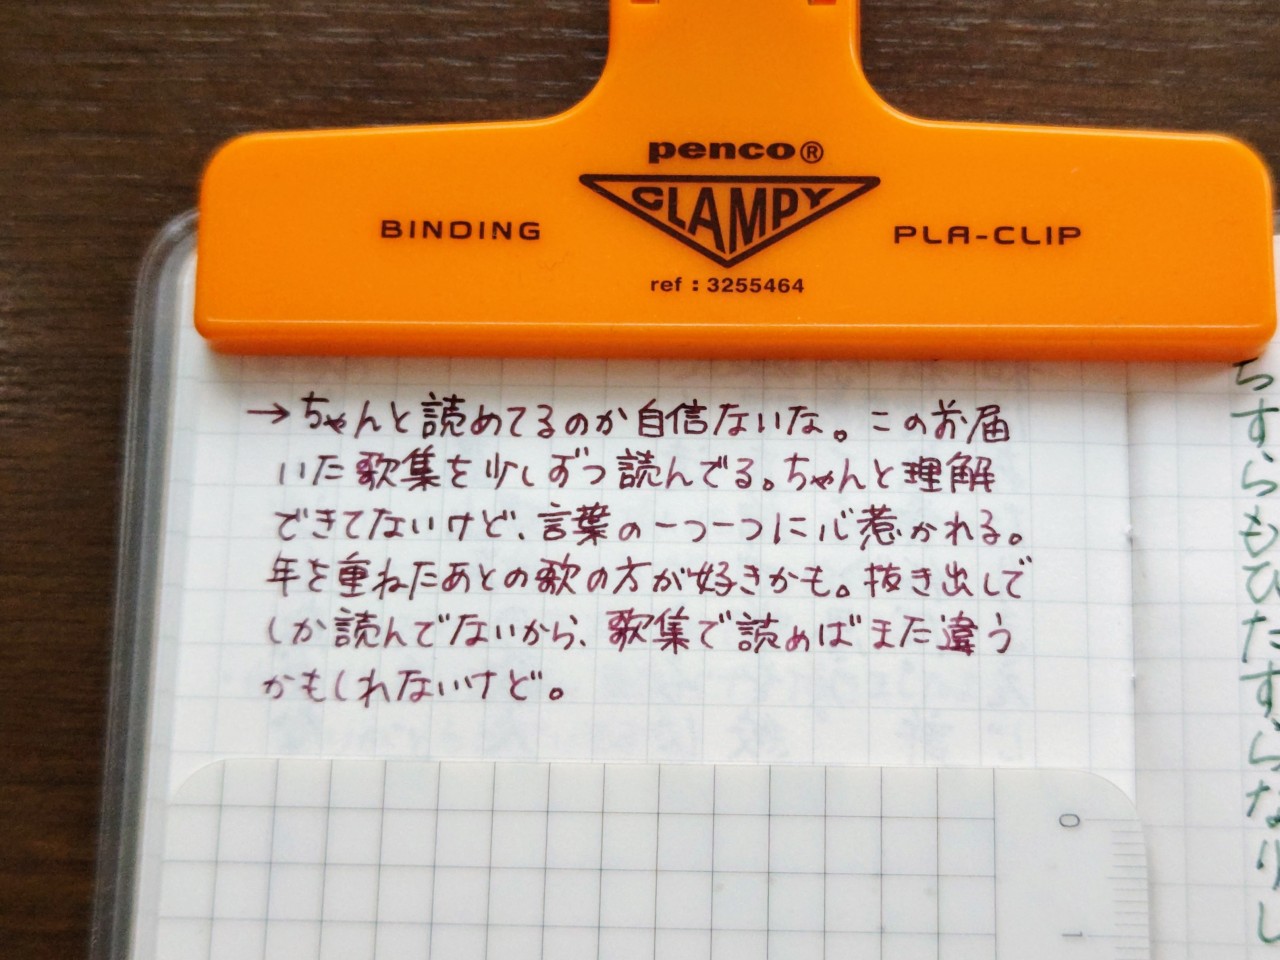 penco®
CLAMPY
BINDING
PLA-CLIP
ref : 3255464
→ちゃんと読めてるのか自信ないな。このお届
いた歌集を少しずつ読んでる。ちゃんと理解
できてないけど、言葉の一つ一つに心惹かれる。
年を重ねたあとの歌の方が好きかも。抜き出しで
しか読んでないから、歌集で読めばまた違う
かもしれないけど。
ちすらもひたすらなりし
0
1